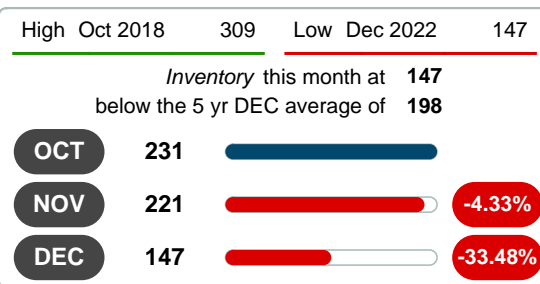 High Oct 2018 309 Low Dec 2022 147
Inventory this month at 147
below the 5 yr DEC average of 198
OCT 231
NOV 221 -4.33%
DEC 147 -33.48%